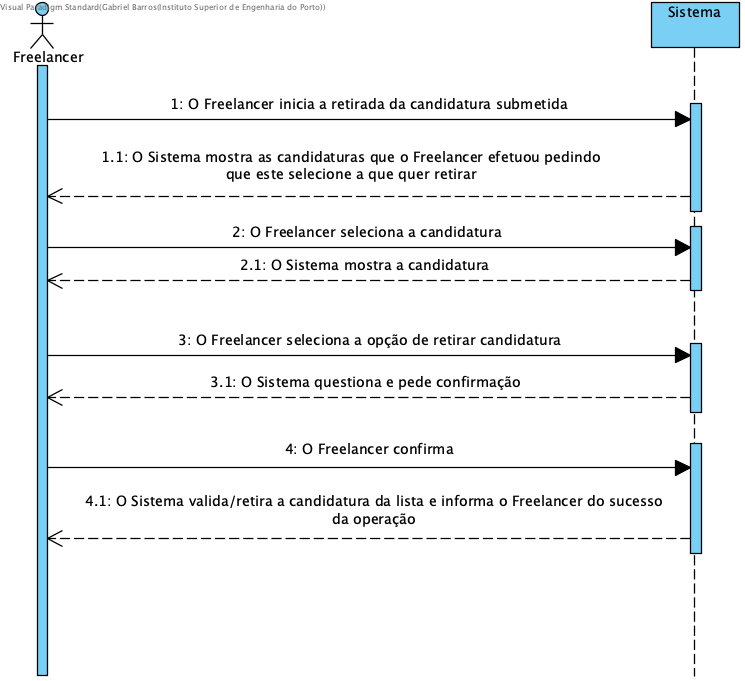 Visual Paradigm Standard(Gabriel Barros(Instituto Superior de Engenharia do Porto))
Sistema
Freelancer
1: O Freelancer inicia a retirada da candidatura submetida
1.1: O Sistema mostra as candidaturas que o Freelancer efetuou pedindo
que este selecione a que quer retirar
2: O Freelancer seleciona a candidatura
2.1: O Sistema mostra a candidatura
3: O Freelancer seleciona a opção de retirar candidatura
3.1: O Sistema questiona e pede confirmação
4: O Freelancer confirma
4.1: O Sistema valida/retira a candidatura da lista e informa o Freelancer do sucesso
da operação